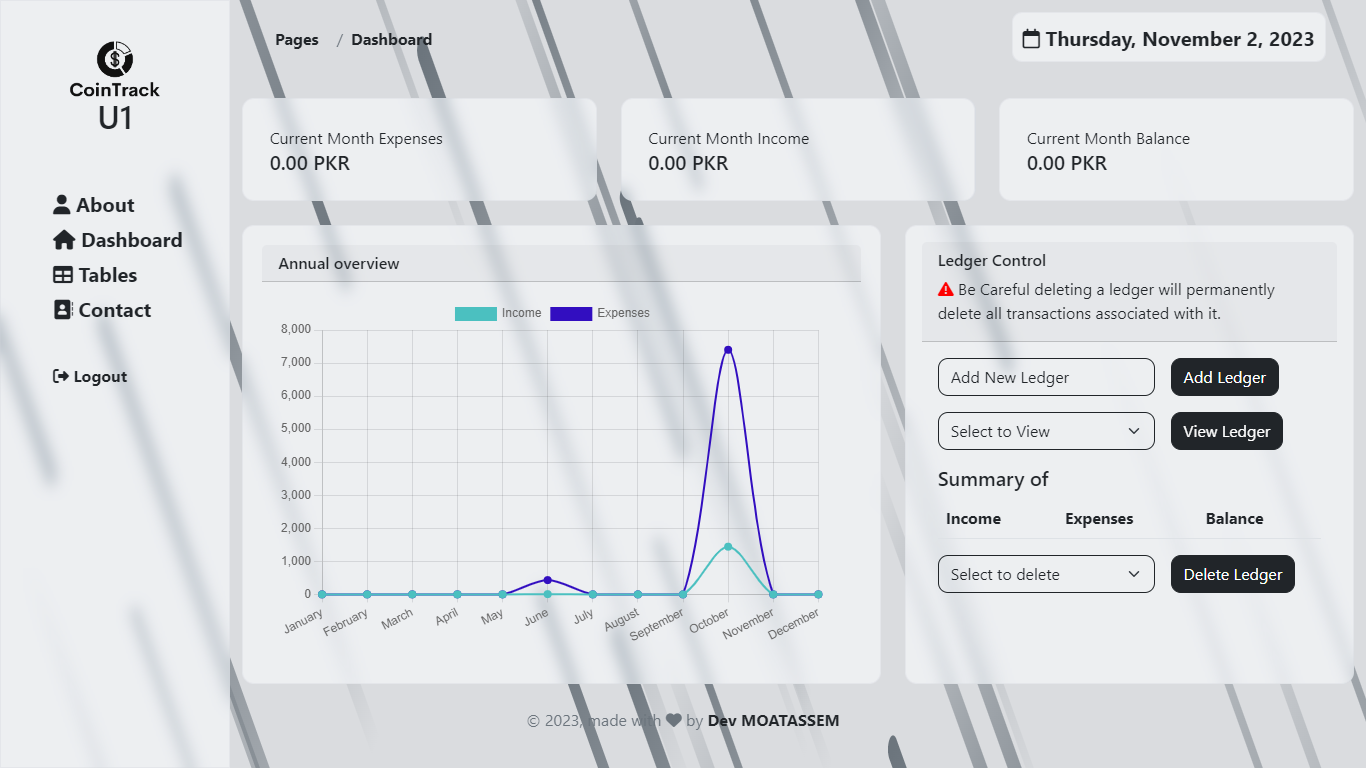 CoinTrack
U1
About
Dashboard
Tables
Contact
Logout
Pages / Dashboard
Thursday, November 2, 2023
Current Month Expenses
0.00 PKR
Current Month Income
0.00 PKR
Current Month Balance
0.00 PKR
Annual overview
Income Expenses
8,000
7,000
6,000
5,000
4,000
3,000
2,000
1,000
0
January February March April May June July August September October November December
Ledger Control
Be Careful deleting a ledger will permanently
delete all transactions associated with it.
Add New Ledger Add Ledger
Select to View View Ledger
Summary of
Income Expenses Balance
Select to delete Delete Ledger
© 2023, made with by Dev MOATASSEM